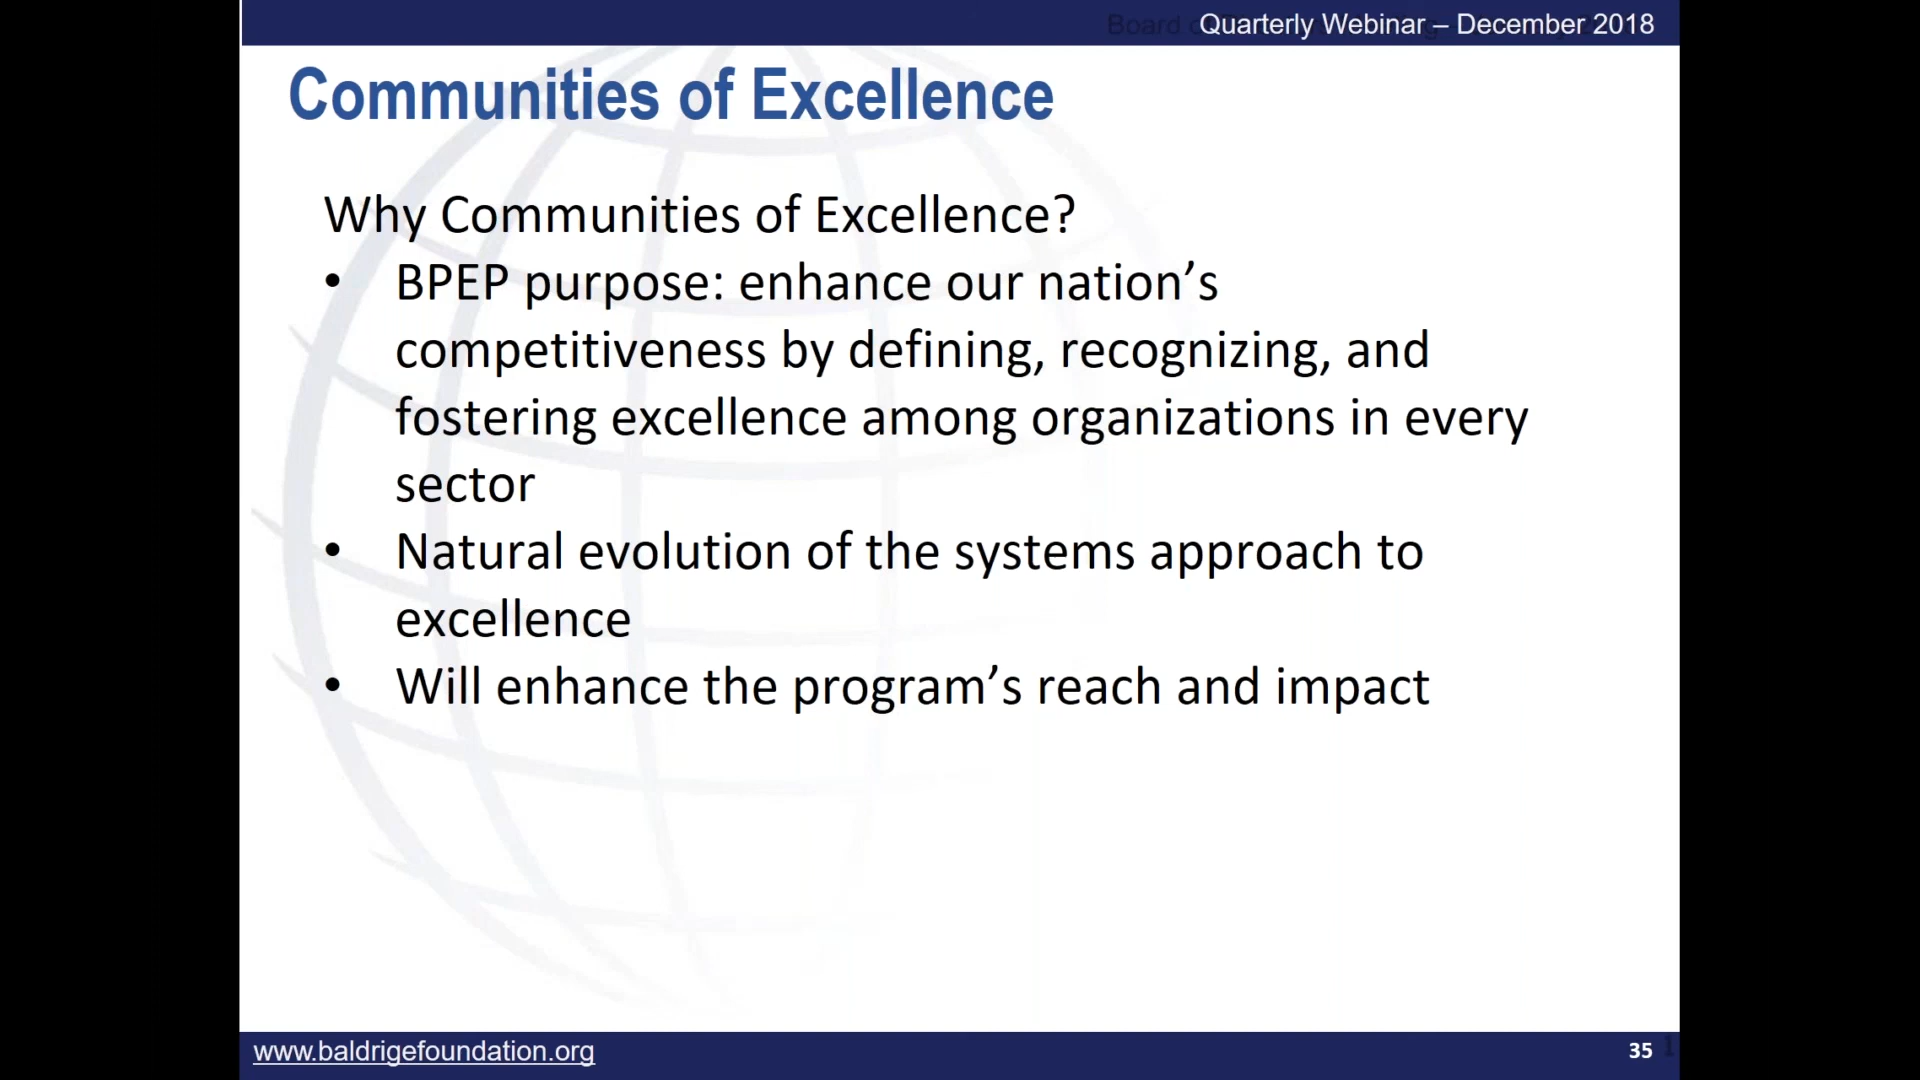 Quarterly Webinar – December 2018
Communities of Excellence
Why Communities of Excellence?
• BPEP purpose: enhance our nation’s
competitiveness by defining, recognizing, and
fostering excellence among organizations in every
sector
• Natural evolution of the systems approach to
excellence
• Will enhance the program’s reach and impact
www.baldrigefoundation.org
35